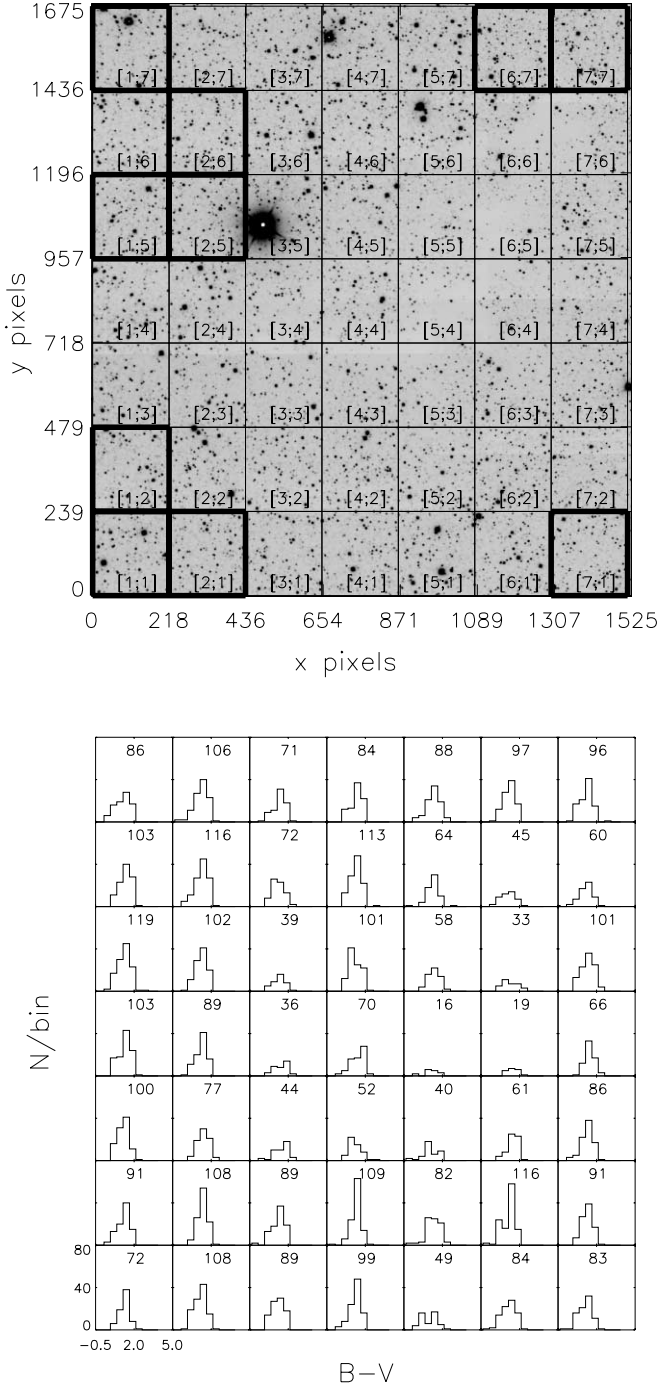 1675
[1;7] [2;7] [3;7] [4;7] [5;7] [6;7] [7;7]
1436
[1;6] [2;6] [3;6] [4;6] [5;6] [6;6] [7;6]
1196
[1;5] [2;5] [3;5] [4;5] [5;5] [6;5] [7;5]
957
[1;4] [2;4] [3;4] [4;4] [5;4] [6;4] [7;4]
718
[1;3] [2;3] [3;3] [4;3] [5;3] [6;3] [7;3]
479
[1;2] [2;2] [3;2] [4;2] [5;2] [6;2] [7;2]
239
[1;1] [2;1] [3;1] [4;1] [5;1] [6;1] [7;1]
0
y pixels
0 218 436 654 871 1089 1307 1525
x pixels
86 106 71 84 88 97 96
103 116 72 113 64 45 60
119 102 39 101 58 33 101
103 89 36 70 16 19 66
100 77 44 52 40 61 86
91 108 89 109 82 116 91
72 108 89 99 49 84 83
N/bin
80
40
0
-0.5 2.0 5.0
B-V